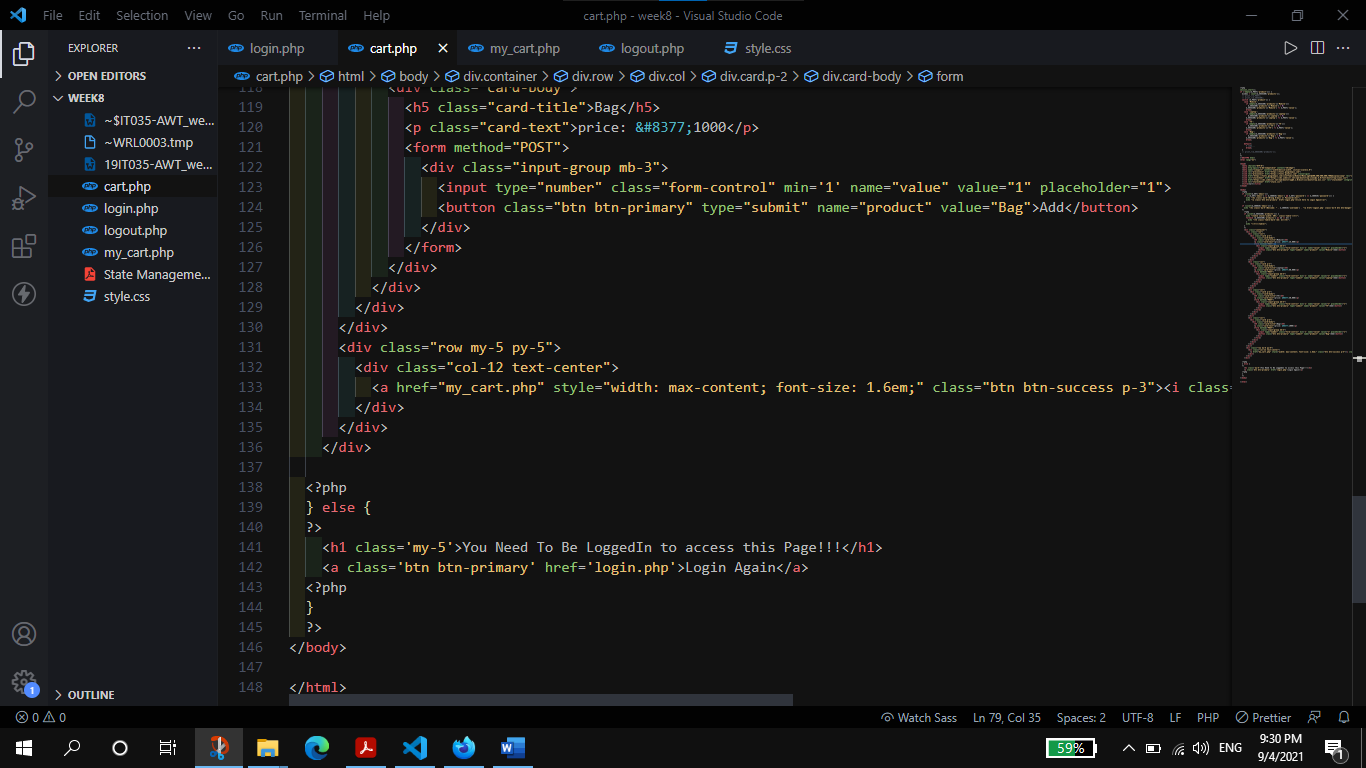 File Edit Selection View Go Run Terminal Help
cart.php - week8 - Visual Studio Code
EXPLORER
OPEN EDITORS
WEEK8
~$IT035-AWT_we...
~WRL0003.tmp
19IT035-AWT_we...
cart.php
login.php
logout.php
my_cart.php
State Manageme...
style.css
OUTLINE
login.php cart.php my_cart.php logout.php style.css
cart.php > html > body > div.container > div.row > div.col > div.card.p-2 > div.card-body > form
118 <div class="card-body">
119 <h5 class="card-title">Bag</h5>
120 <p class="card-text">price: &#8377;1000</p>
121 <form method="POST">
122 <div class="input-group mb-3">
123 <input type="number" class="form-control" min='1' name="value" value="1" placeholder="1">
124 <button class="btn btn-primary" type="submit" name="product" value="Bag">Add</button>
125 </div>
126 </form>
127 </div>
128 </div>
129 </div>
130 </div>
131 <div class="row my-5 py-5">
132 <div class="col-12 text-center">
133 <a href="my_cart.php" style="width: max-content; font-size: 1.6em;" class="btn btn-success p-3"><i class=
134 </div>
135 </div>
136 </div>
137
138 <?php
139 } else {
140 ?>
141 <h1 class='my-5'>You Need To Be LoggedIn to access this Page!!!</h1>
142 <a class='btn btn-primary' href='login.php'>Login Again</a>
143 <?php
144 }
145 ?>
146 </body>
147
148 </html>
0 0
Watch Sass Ln 79, Col 35 Spaces: 2 UTF-8 LF PHP Prettier
1
59%
ENG
9:30 PM
9/4/2021
1